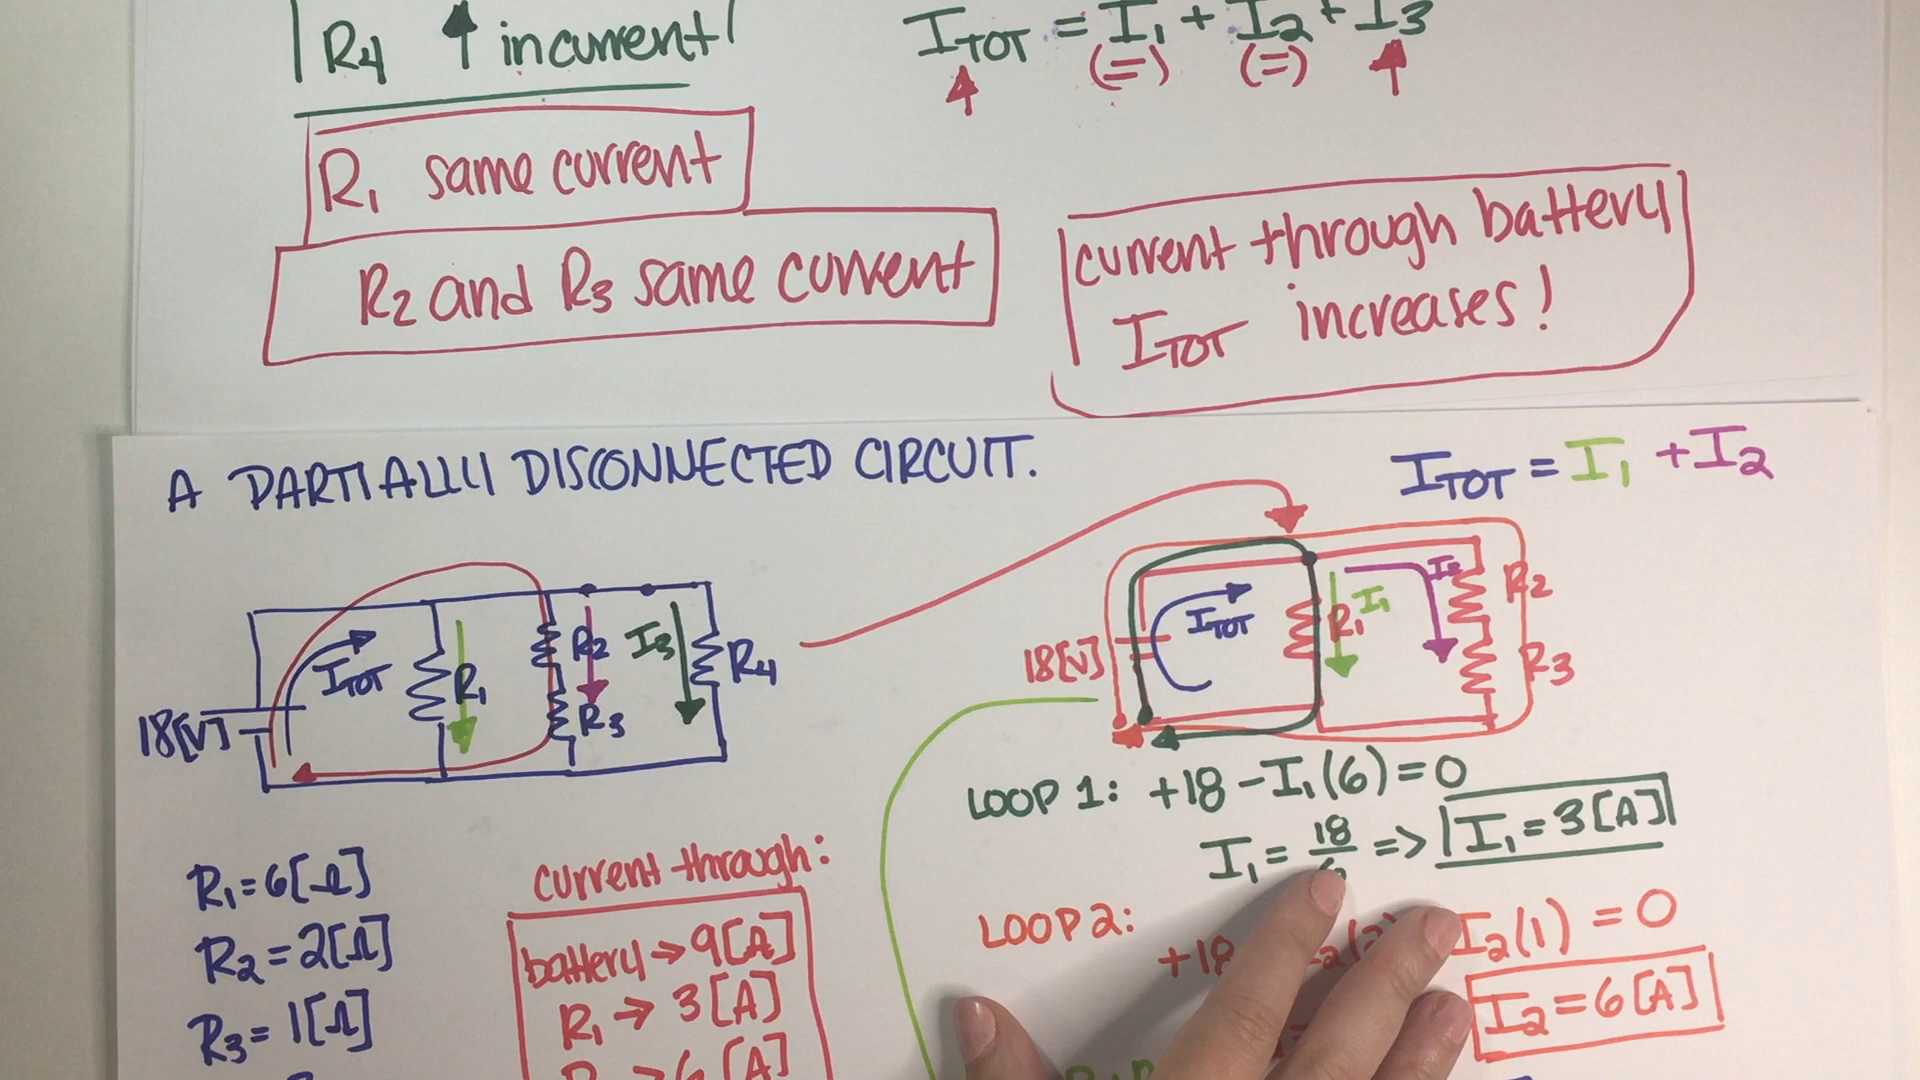 R4 ↑ in current
ITOT = I1 + I2 + I3
↑ (=) (=) ↑
R1 same current
R2 and R3 same current
current through battery
ITOT increases!
A PARTIALLY DISCONNECTED CIRCUIT.
ITOT = I1 + I2
18[V]
ITOT
R1
R2
R3
I3
R4
18[V]
ITOT
R1
I1
I2
R2
R3
LOOP 1: +18 - I1(6) = 0
I1 = 18/6 => I1 = 3[A]
LOOP 2:
+18 I2(1) = 0
I2 = 6[A]
R1 = 6[Ω]
R2 = 2[Ω]
R3 = 1[Ω]
current through:
battery → 9[A]
R1 → 3[A]
→ 6[A]